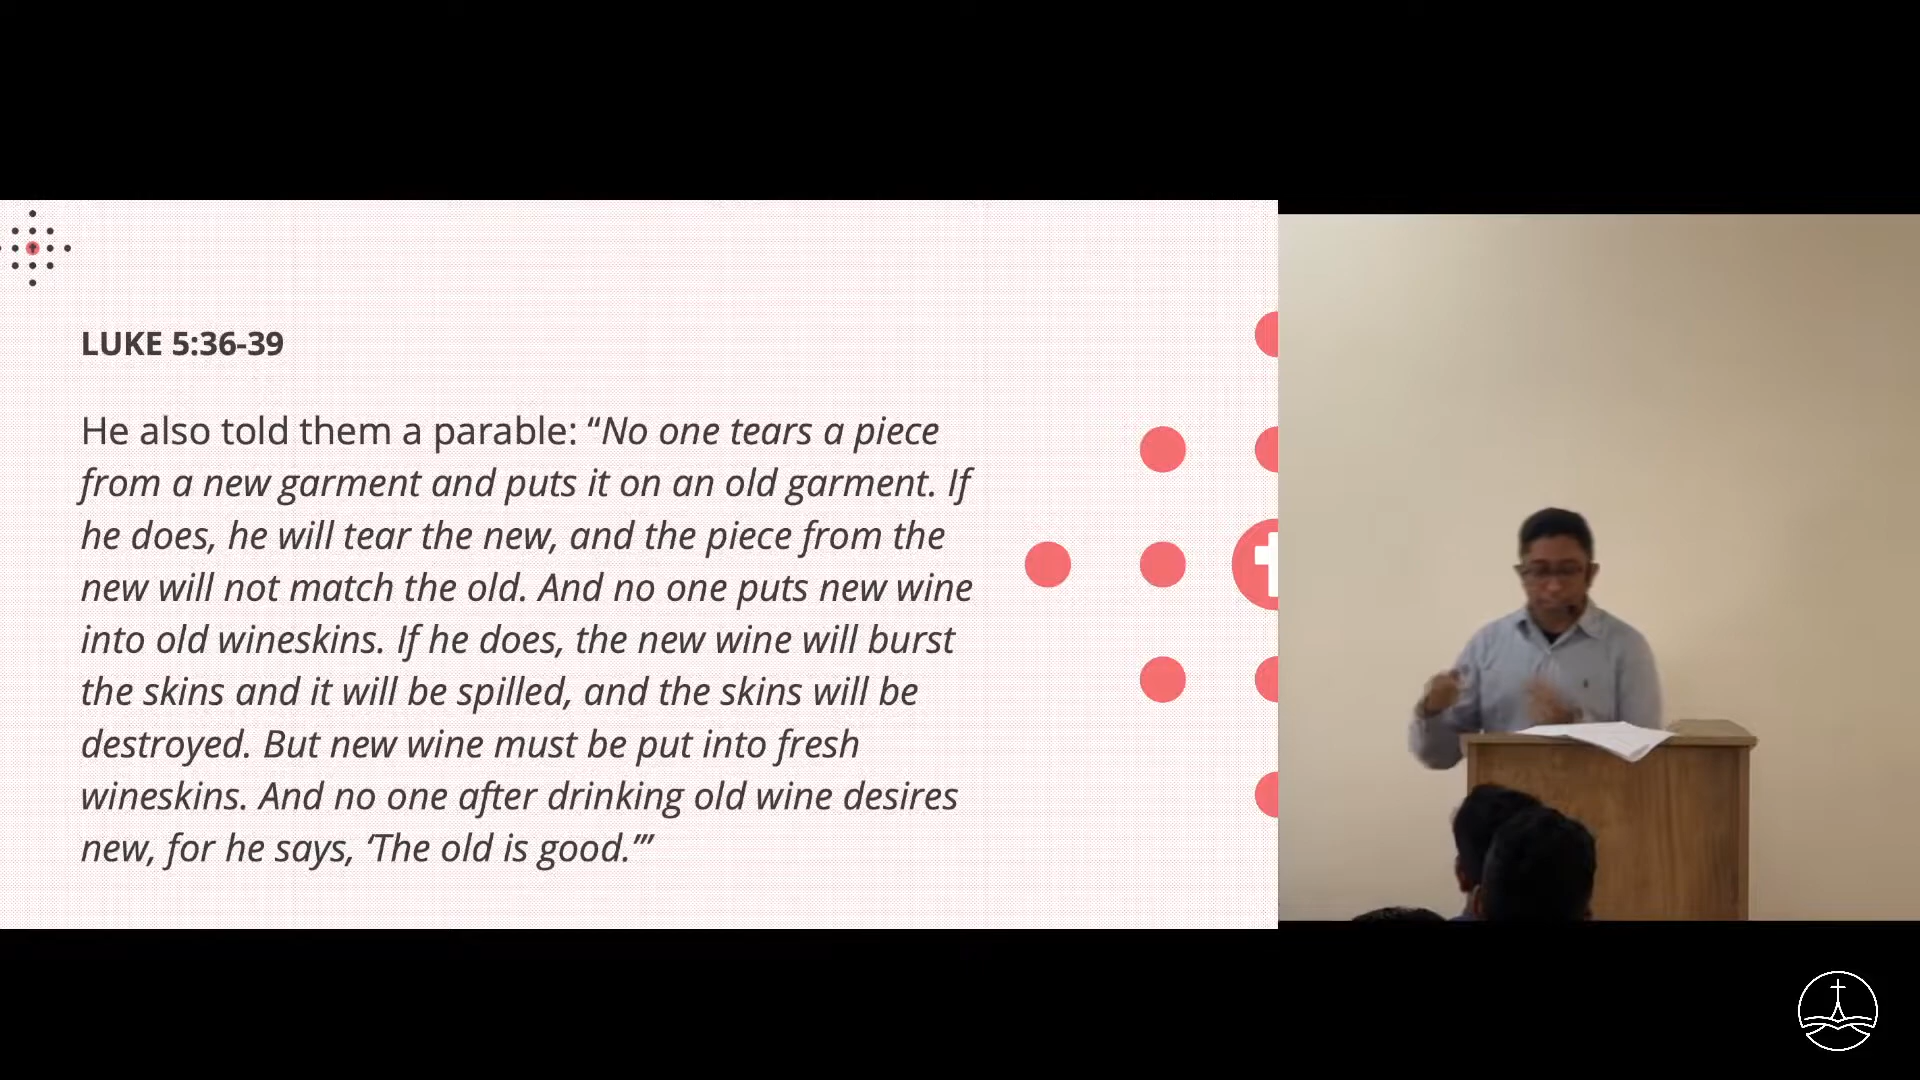 LUKE 5:36-39
He also told them a parable: “No one tears a piece
from a new garment and puts it on an old garment. If
he does, he will tear the new, and the piece from the
new will not match the old. And no one puts new wine
into old wineskins. If he does, the new wine will burst
the skins and it will be spilled, and the skins will be
destroyed. But new wine must be put into fresh
wineskins. And no one after drinking old wine desires
new, for he says, ‘The old is good.’”